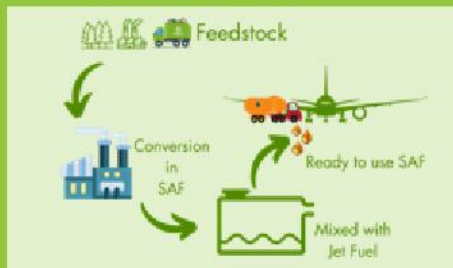 Feedstock
Conversion
in
SAF
Ready to use SAF
Mixed with
Jet Fuel